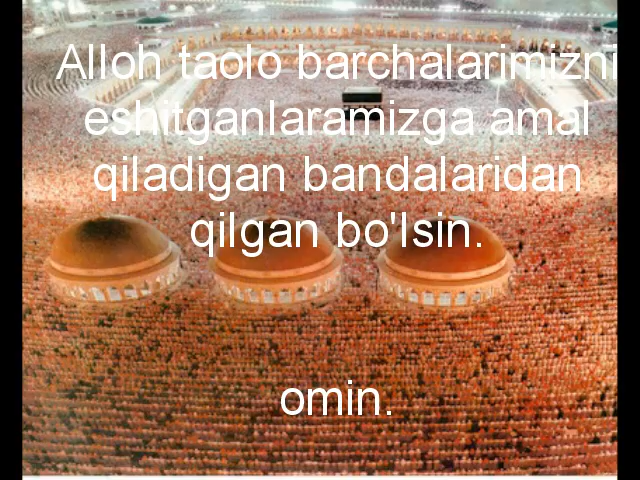 Alloh taolo barchalarimizni
eshitganlaramizga amal
qiladigan bandalaridan
qilgan bo'lsin.
omin.